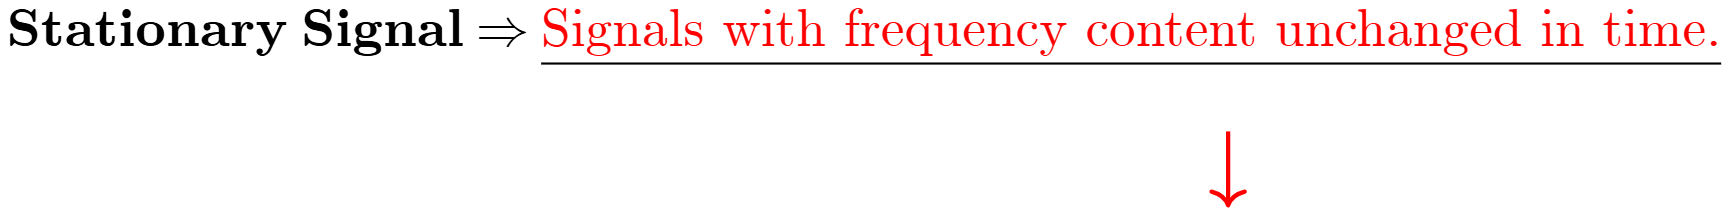 Stationary Signal ⇒ Signals with frequency content unchanged in time.